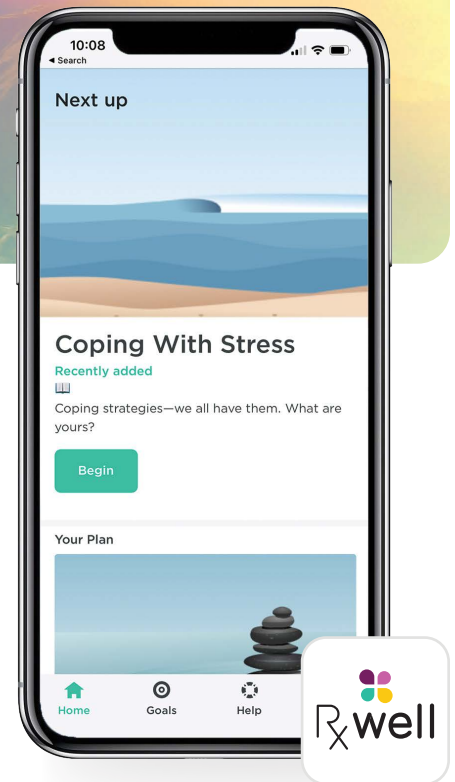 10:08
◀ Search
Next up
Coping With Stress
Recently added
Coping strategies—we all have them. What are
yours?
Begin
Your Plan
Home
Goals
Help
Rxwell